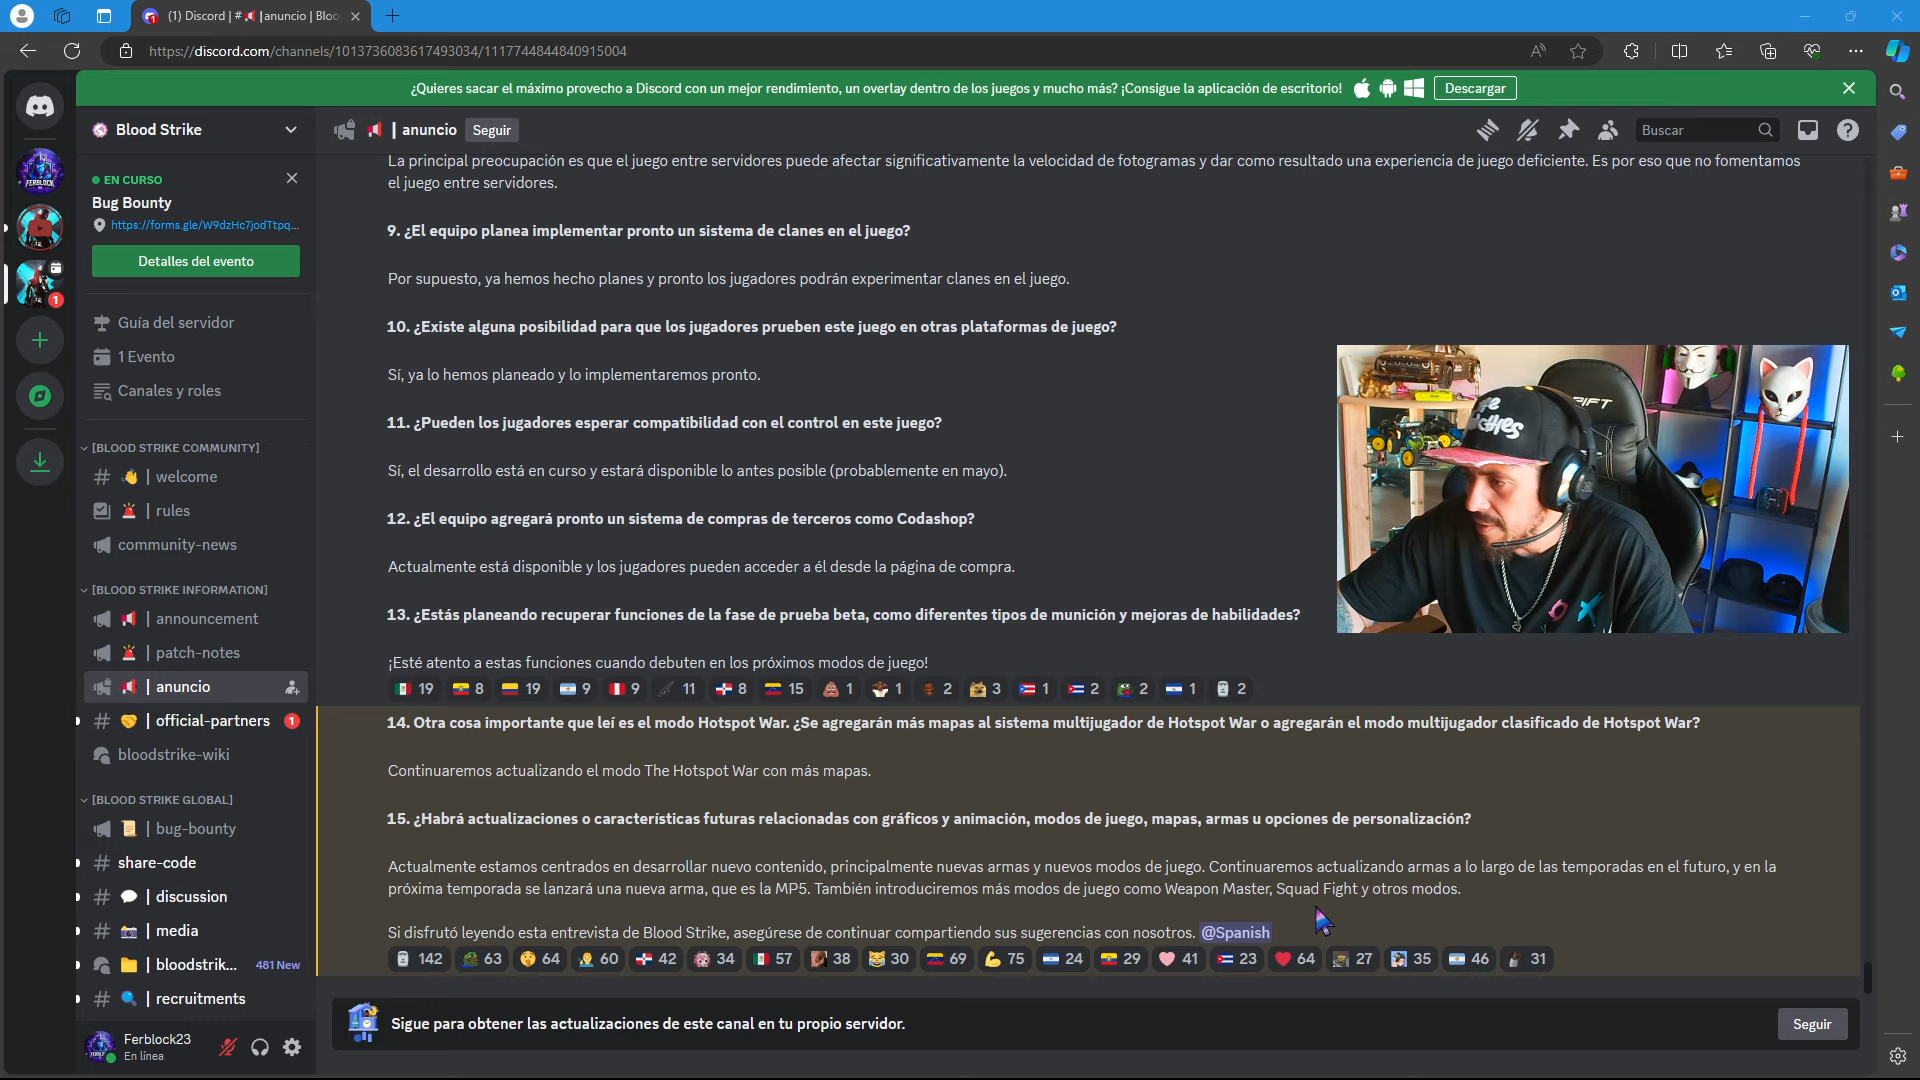 (1) Discord | # | anuncio | Bloo
https://discord.com/channels/1013736083617493034/1117744844840915004
¿Quieres sacar el máximo provecho a Discord con un mejor rendimiento, un overlay dentro de los juegos y mucho más? ¡Consigue la aplicación de escritorio!
Descargar
Blood Strike
| anuncio
Seguir
Buscar
EN CURSO
Bug Bounty
https://forms.gle/W9dzHc7jodTtpq...
Detalles del evento
Guía del servidor
1 Evento
Canales y roles
[BLOOD STRIKE COMMUNITY]
# | welcome
| rules
community-news
[BLOOD STRIKE INFORMATION]
| announcement
| patch-notes
| anuncio
# | official-partners 1
bloodstrike-wiki
[BLOOD STRIKE GLOBAL]
| bug-bounty
# share-code
# | discussion
# | media
| bloodstrik... 481 New
# | recruitments
Ferblock23
En línea
FERBLOCK
1
La principal preocupación es que el juego entre servidores puede afectar significativamente la velocidad de fotogramas y dar como resultado una experiencia de juego deficiente. Es por eso que no fomentamos
el juego entre servidores.
9. ¿El equipo planea implementar pronto un sistema de clanes en el juego?
Por supuesto, ya hemos hecho planes y pronto los jugadores podrán experimentar clanes en el juego.
10. ¿Existe alguna posibilidad para que los jugadores prueben este juego en otras plataformas de juego?
Sí, ya lo hemos planeado y lo implementaremos pronto.
11. ¿Pueden los jugadores esperar compatibilidad con el control en este juego?
Sí, el desarrollo está en curso y estará disponible lo antes posible (probablemente en mayo).
12. ¿El equipo agregará pronto un sistema de compras de terceros como Codashop?
Actualmente está disponible y los jugadores pueden acceder a él desde la página de compra.
13. ¿Estás planeando recuperar funciones de la fase de prueba beta, como diferentes tipos de munición y mejoras de habilidades?
¡Esté atento a estas funciones cuando debuten en los próximos modos de juego!
19 8 19 9 9 11 8 15 1 1 2 3 1 2 2 1 2
14. Otra cosa importante que leí es el modo Hotspot War. ¿Se agregarán más mapas al sistema multijugador de Hotspot War o agregarán el modo multijugador clasificado de Hotspot War?
Continuaremos actualizando el modo The Hotspot War con más mapas.
15. ¿Habrá actualizaciones o características futuras relacionadas con gráficos y animación, modos de juego, mapas, armas u opciones de personalización?
Actualmente estamos centrados en desarrollar nuevo contenido, principalmente nuevas armas y nuevos modos de juego. Continuaremos actualizando armas a lo largo de las temporadas en el futuro, y en la
próxima temporada se lanzará una nueva arma, que es la MP5. También introduciremos más modos de juego como Weapon Master, Squad Fight y otros modos.
Si disfrutó leyendo esta entrevista de Blood Strike, asegúrese de continuar compartiendo sus sugerencias con nosotros. @Spanish
142 63 64 60 42 34 57 38 30 69 75 24 29 41 23 64 27 35 46 31
Sigue para obtener las actualizaciones de este canal en tu propio servidor.
Seguir